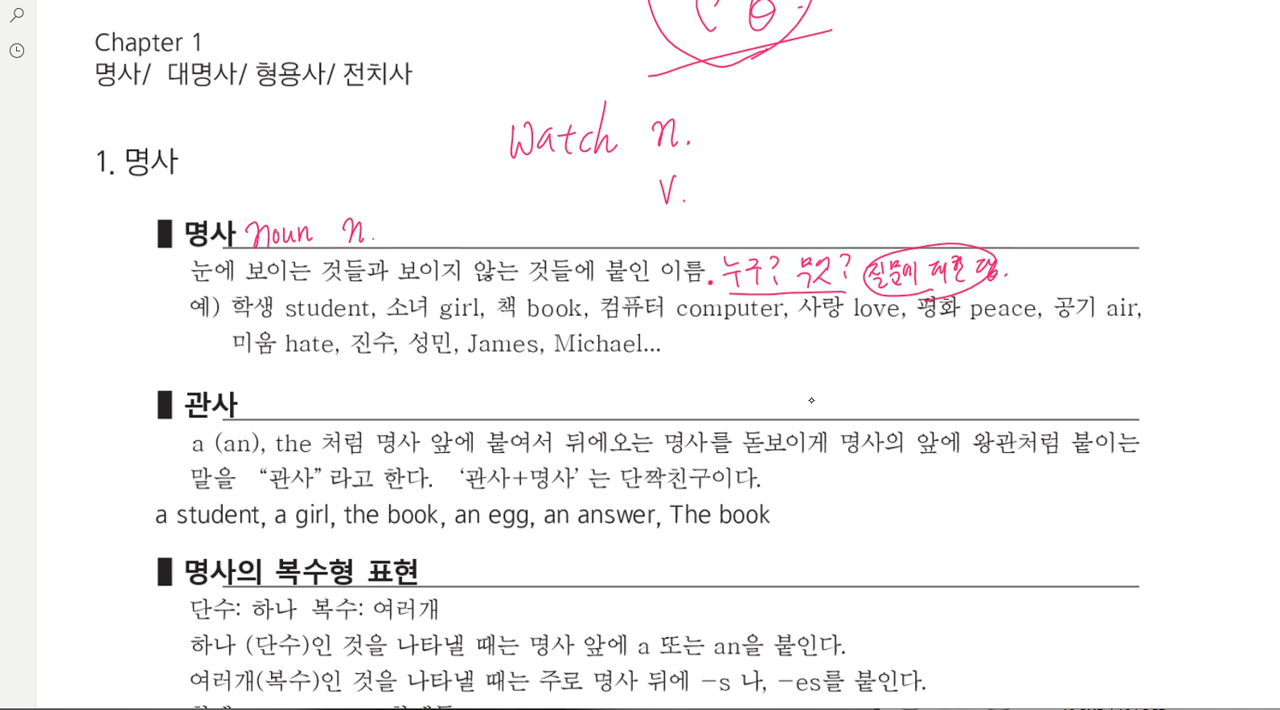 Chapter 1
명사/ 대명사/ 형용사/ 전치사
Watch n.
v.
1. 명사
명사 noun n.
눈에 보이는 것들과 보이지 않는 것들에 붙인 이름. 누구? 무엇? 질문에 대한 답.
예) 학생 student, 소녀 girl, 책 book, 컴퓨터 computer, 사랑 love, 평화 peace, 공기 air,
미움 hate, 진수, 성민, James, Michael...
관사
a (an), the 처럼 명사 앞에 붙여서 뒤에오는 명사를 돋보이게 명사의 앞에 왕관처럼 붙이는
말을 “관사” 라고 한다. ‘관사+명사’ 는 단짝친구이다.
a student, a girl, the book, an egg, an answer, The book
명사의 복수형 표현
단수: 하나 복수: 여러개
하나 (단수)인 것을 나타낼 때는 명사 앞에 a 또는 an을 붙인다.
여러개(복수)인 것을 나타낼 때는 주로 명사 뒤에 –s 나, –es를 붙인다.